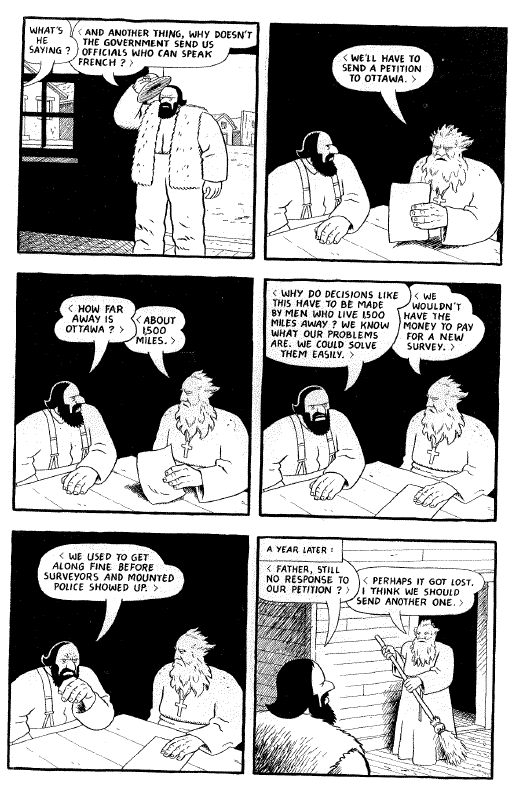 WHAT'S
HE
SAYING ?
< AND ANOTHER THING, WHY DOESN'T
THE GOVERNMENT SEND US
OFFICIALS WHO CAN SPEAK
FRENCH ? >
< WE'LL HAVE TO
SEND A PETITION
TO OTTAWA. >
< HOW FAR
AWAY IS
OTTAWA ? >
< ABOUT
1,500
MILES. >
< WHY DO DECISIONS LIKE
THIS HAVE TO BE MADE
BY MEN WHO LIVE 1,500
MILES AWAY ? WE KNOW
WHAT OUR PROBLEMS
ARE. WE COULD SOLVE
THEM EASILY. >
< WE
WOULDN'T
HAVE THE
MONEY TO PAY
FOR A NEW
SURVEY. >
< WE USED TO GET
ALONG FINE BEFORE
SURVEYORS AND MOUNTED
POLICE SHOWED UP. >
A YEAR LATER :
< FATHER, STILL
NO RESPONSE TO
OUR PETITION ? >
< PERHAPS IT GOT LOST.
I THINK WE SHOULD
SEND ANOTHER ONE. >